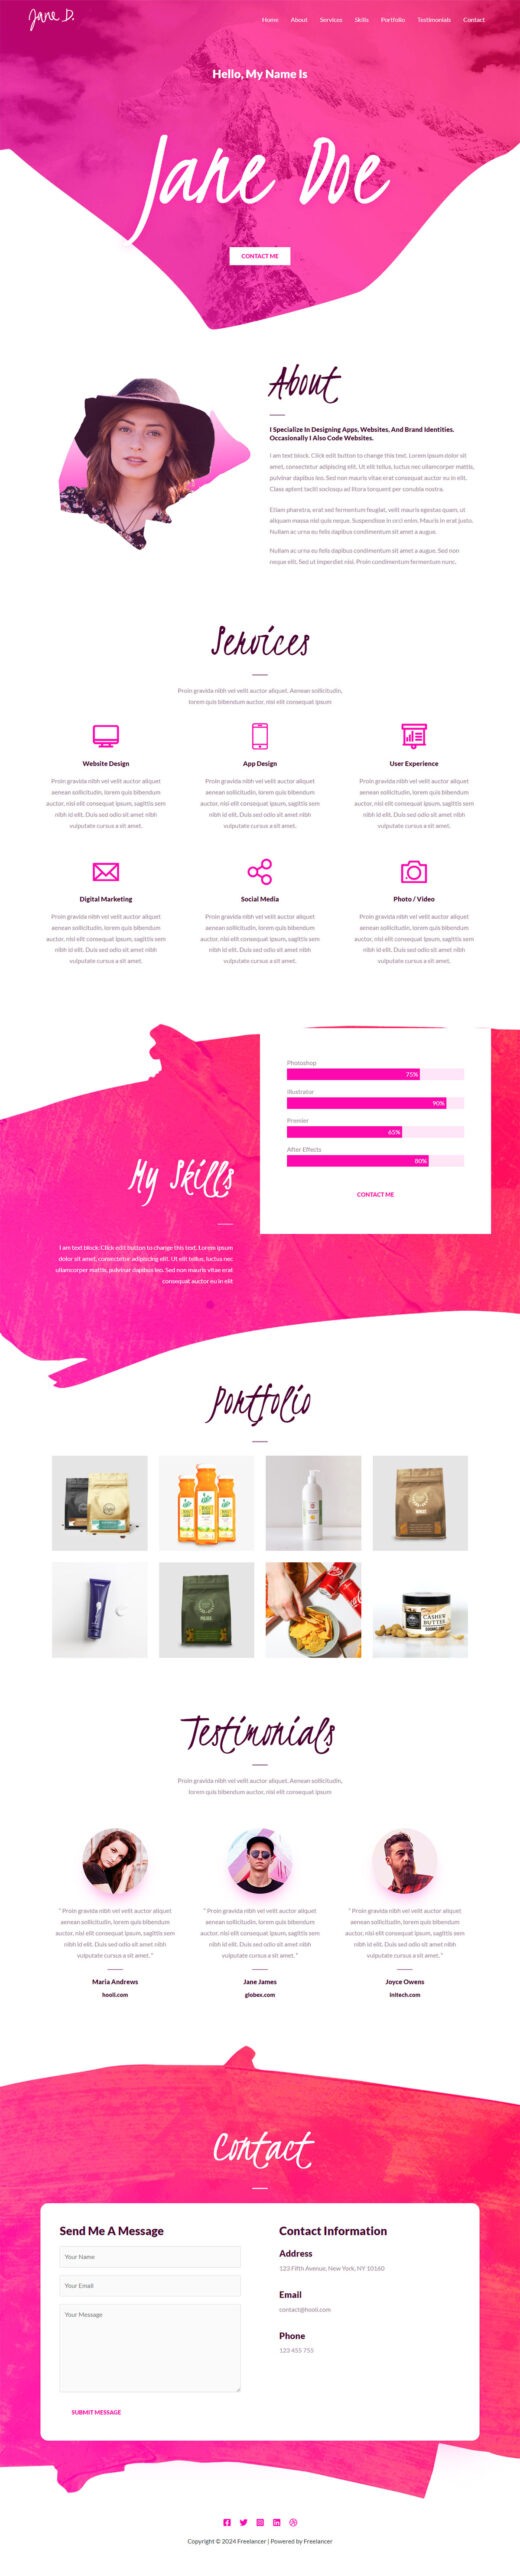 Jane D.
Home About Services Skills Portfolio Testimonials Contact
Hello, My Name Is
Jane Doe
CONTACT ME
About
I Specialize In Designing Apps, Websites, And Brand Identities.
Occasionally I Also Code Websites.
I am text block. Click edit button to change this text. Lorem ipsum dolor sit
amet, consectetur adipiscing elit. Ut elit tellus, luctus nec ullamcorper mattis,
pulvinar dapibus leo. Sed non mauris vitae erat consequat auctor eu in elit.
Class aptent taciti sociosqu ad litora torquent per conubia nostra.
Etiam pharetra, erat sed fermentum feugiat, velit mauris egestas quam, ut
aliquam massa nisl quis neque. Suspendisse in orci enim. Mauris in erat justo.
Nullam ac urna eu felis dapibus condimentum sit amet a augue.
Nullam ac urna eu felis dapibus condimentum sit amet a augue. Sed non
neque elit. Sed ut imperdiet nisi. Proin condimentum fermentum nunc.
Services
Proin gravida nibh vel velit auctor aliquet. Aenean sollicitudin,
lorem quis bibendum auctor, nisi elit consequat ipsum
Website Design
Proin gravida nibh vel velit auctor aliquet
aenean sollicitudin, lorem quis bibendum
auctor, nisi elit consequat ipsum, sagittis sem
nibh id elit. Duis sed odio sit amet nibh
vulputate cursus a sit amet.
App Design
Proin gravida nibh vel velit auctor aliquet
aenean sollicitudin, lorem quis bibendum
auctor, nisi elit consequat ipsum, sagittis sem
nibh id elit. Duis sed odio sit amet nibh
vulputate cursus a sit amet.
User Experience
Proin gravida nibh vel velit auctor aliquet
aenean sollicitudin, lorem quis bibendum
auctor, nisi elit consequat ipsum, sagittis sem
nibh id elit. Duis sed odio sit amet nibh
vulputate cursus a sit amet.
Digital Marketing
Proin gravida nibh vel velit auctor aliquet
aenean sollicitudin, lorem quis bibendum
auctor, nisi elit consequat ipsum, sagittis sem
nibh id elit. Duis sed odio sit amet nibh
vulputate cursus a sit amet.
Social Media
Proin gravida nibh vel velit auctor aliquet
aenean sollicitudin, lorem quis bibendum
auctor, nisi elit consequat ipsum, sagittis sem
nibh id elit. Duis sed odio sit amet nibh
vulputate cursus a sit amet.
Photo / Video
Proin gravida nibh vel velit auctor aliquet
aenean sollicitudin, lorem quis bibendum
auctor, nisi elit consequat ipsum, sagittis sem
nibh id elit. Duis sed odio sit amet nibh
vulputate cursus a sit amet.
My Skills
I am text block. Click edit button to change this text. Lorem ipsum
dolor sit amet, consectetur adipiscing elit. Ut elit tellus, luctus nec
ullamcorper mattis, pulvinar dapibus leo. Sed non mauris vitae erat
consequat auctor eu in elit
Photoshop
75%
Illustrator
90%
Premier
65%
After Effects
80%
CONTACT ME
Portfolio
CASHEW
BUTTER
Testimonials
Proin gravida nibh vel velit auctor aliquet. Aenean sollicitudin,
lorem quis bibendum auctor, nisi elit consequat ipsum
" Proin gravida nibh vel velit auctor aliquet
aenean sollicitudin, lorem quis bibendum
auctor, nisi elit consequat ipsum, sagittis sem
nibh id elit. Duis sed odio sit amet nibh
vulputate cursus a sit amet. "
Maria Andrews
hooli.com
" Proin gravida nibh vel velit auctor aliquet
aenean sollicitudin, lorem quis bibendum
auctor, nisi elit consequat ipsum, sagittis sem
nibh id elit. Duis sed odio sit amet nibh
vulputate cursus a sit amet. "
Jane James
globex.com
" Proin gravida nibh vel velit auctor aliquet
aenean sollicitudin, lorem quis bibendum
auctor, nisi elit consequat ipsum, sagittis sem
nibh id elit. Duis sed odio sit amet nibh
vulputate cursus a sit amet. "
Joyce Owens
initech.com
Contact
Send Me A Message
Your Name
Your Email
Your Message
SUBMIT MESSAGE
Contact Information
Address
123 Fifth Avenue, New York, NY 10160
Email
contact@hooli.com
Phone
123 455 755
Copyright © 2024 Freelancer | Powered by Freelancer